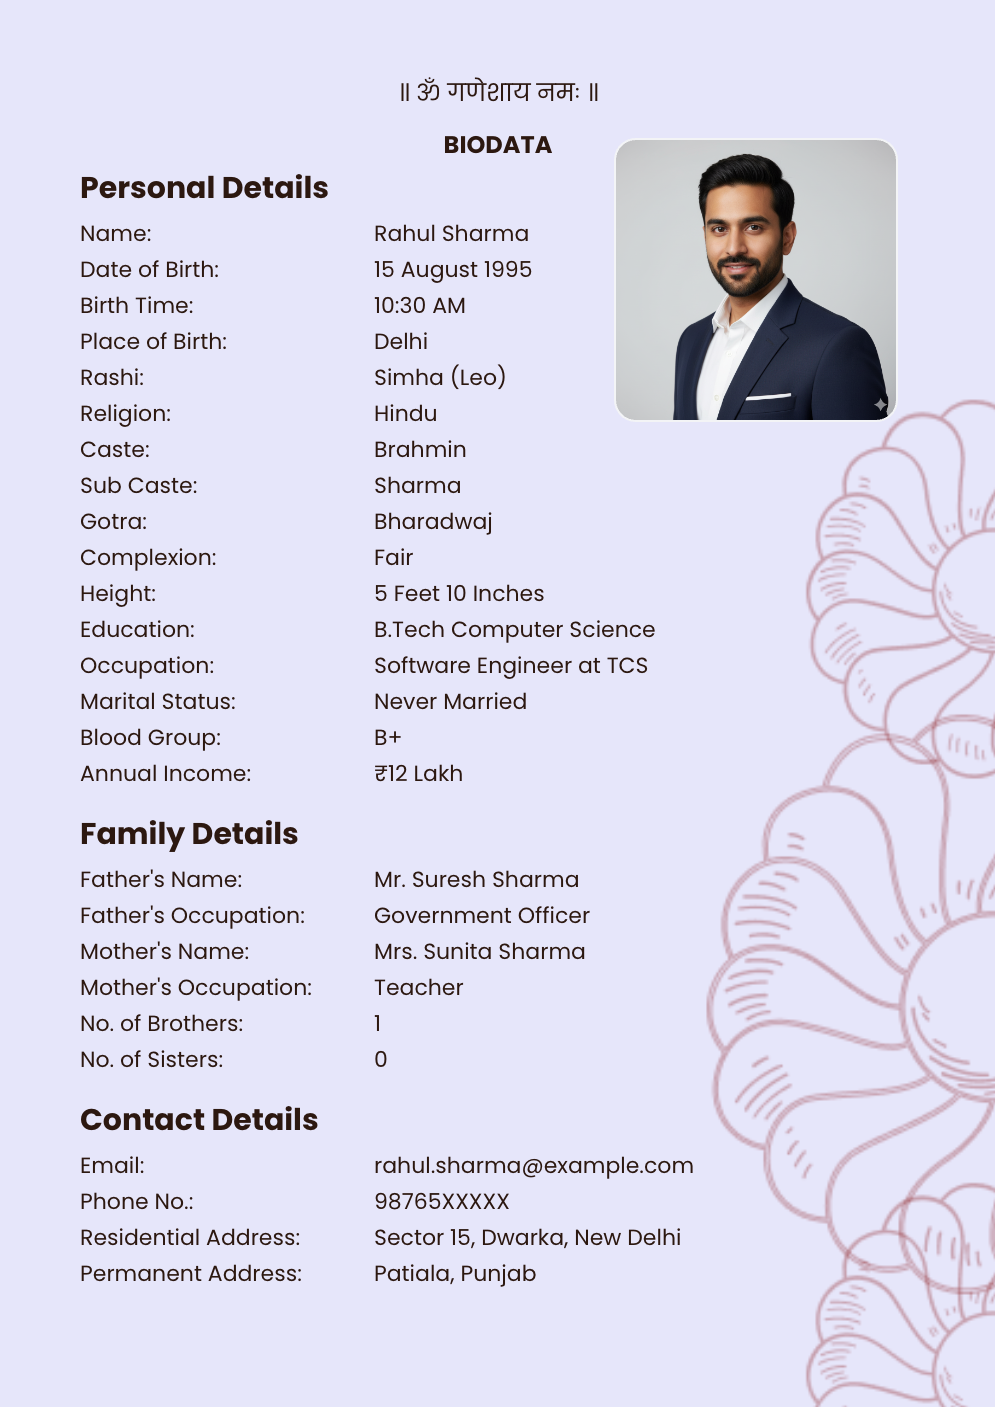 ॥ ॐ गणेशाय नमः ॥
BIODATA
Personal Details
Name: Rahul Sharma
Date of Birth: 15 August 1995
Birth Time: 10:30 AM
Place of Birth: Delhi
Rashi: Simha (Leo)
Religion: Hindu
Caste: Brahmin
Sub Caste: Sharma
Gotra: Bharadwaj
Complexion: Fair
Height: 5 Feet 10 Inches
Education: B.Tech Computer Science
Occupation: Software Engineer at TCS
Marital Status: Never Married
Blood Group: B+
Annual Income: ₹12 Lakh
Family Details
Father's Name: Mr. Suresh Sharma
Father's Occupation: Government Officer
Mother's Name: Mrs. Sunita Sharma
Mother's Occupation: Teacher
No. of Brothers: 1
No. of Sisters: 0
Contact Details
Email: rahul.sharma@example.com
Phone No.: 98765XXXXX
Residential Address: Sector 15, Dwarka, New Delhi
Permanent Address: Patiala, Punjab